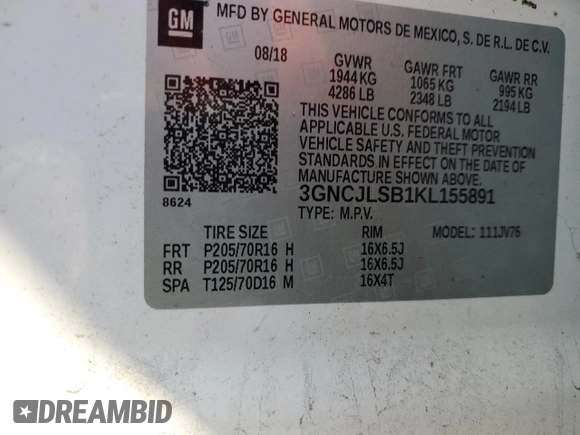 GM
MFD BY GENERAL MOTORS DE MEXICO, S. DE R.L. DE C.V.
08/18 GVWR GAWR FRT GAWR RR
1944 KG 1065 KG 995 KG
4286 LB 2348 LB 2194 LB
THIS VEHICLE CONFORMS TO ALL
APPLICABLE U.S. FEDERAL MOTOR
VEHICLE SAFETY AND THEFT PREVENTION
STANDARDS IN EFFECT ON THE DATE OF
MANUFACTURE SHOWN ABOVE.
8624 3GNCJLSB1KL155891
TYPE: M.P.V. MODEL: 111JV76
TIRE SIZE RIM
FRT P205/70R16 H 16X6.5J
RR P205/70R16 H 16X6.5J
SPA T125/70D16 M 16X4T
DREAMBID